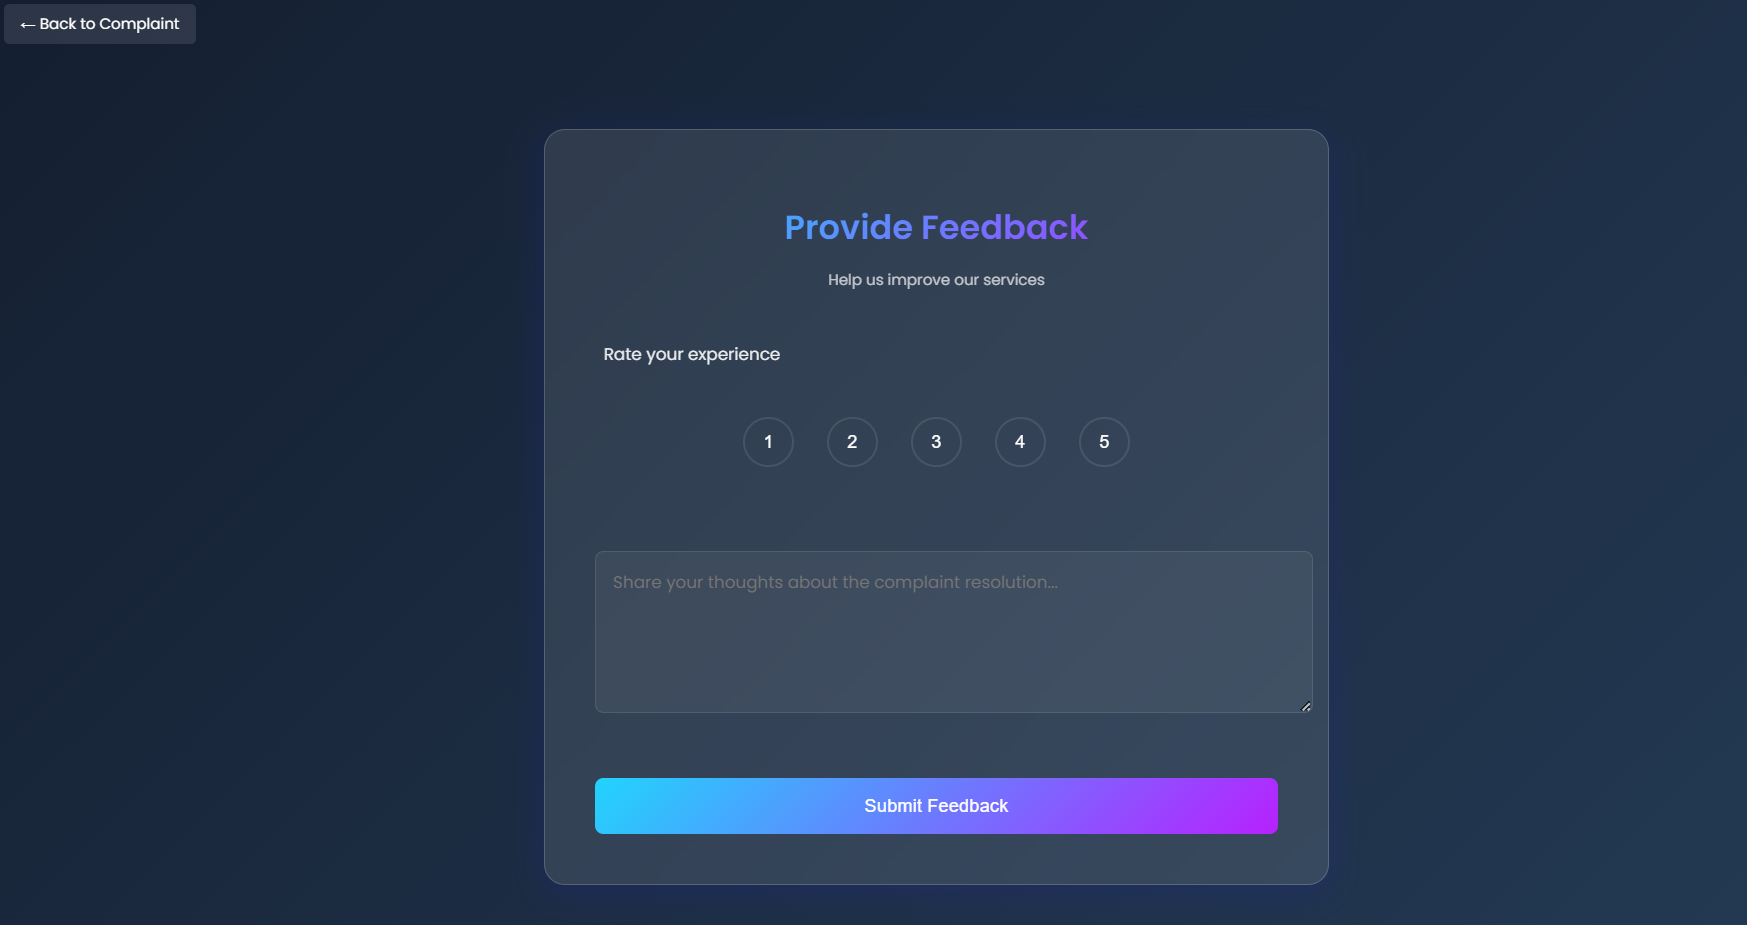 ← Back to Complaint
Provide Feedback
Help us improve our services
Rate your experience
1 2 3 4 5
Share your thoughts about the complaint resolution...
Submit Feedback